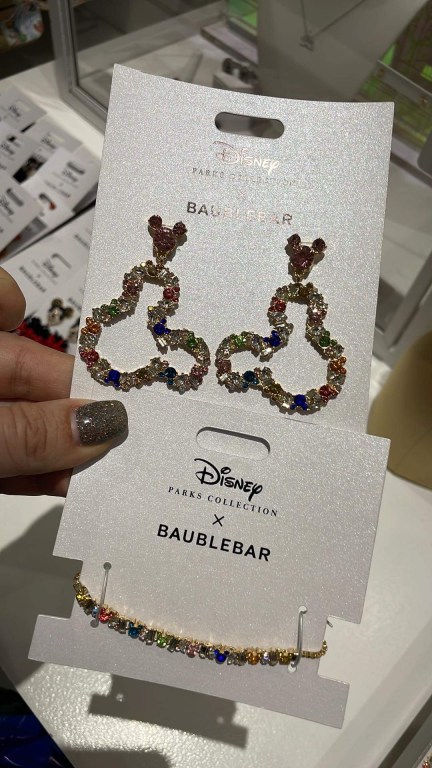 Disney
PARKS COLLECTION
×
BAUBLEBAR
Disney
PARKS COLLECTION
×
BAUBLEBAR